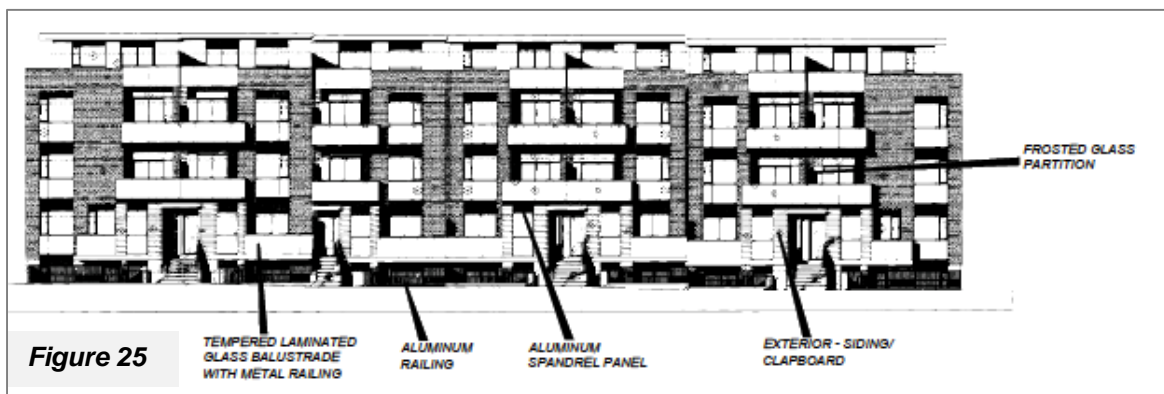 FROSTED GLASS
PARTITION
Figure 25
TEMPERED LAMINATED
GLASS BALUSTRADE
WITH METAL RAILING
ALUMINUM
RAILING
ALUMINUM
SPANDREL PANEL
EXTERIOR - SIDING/
CLAPBOARD